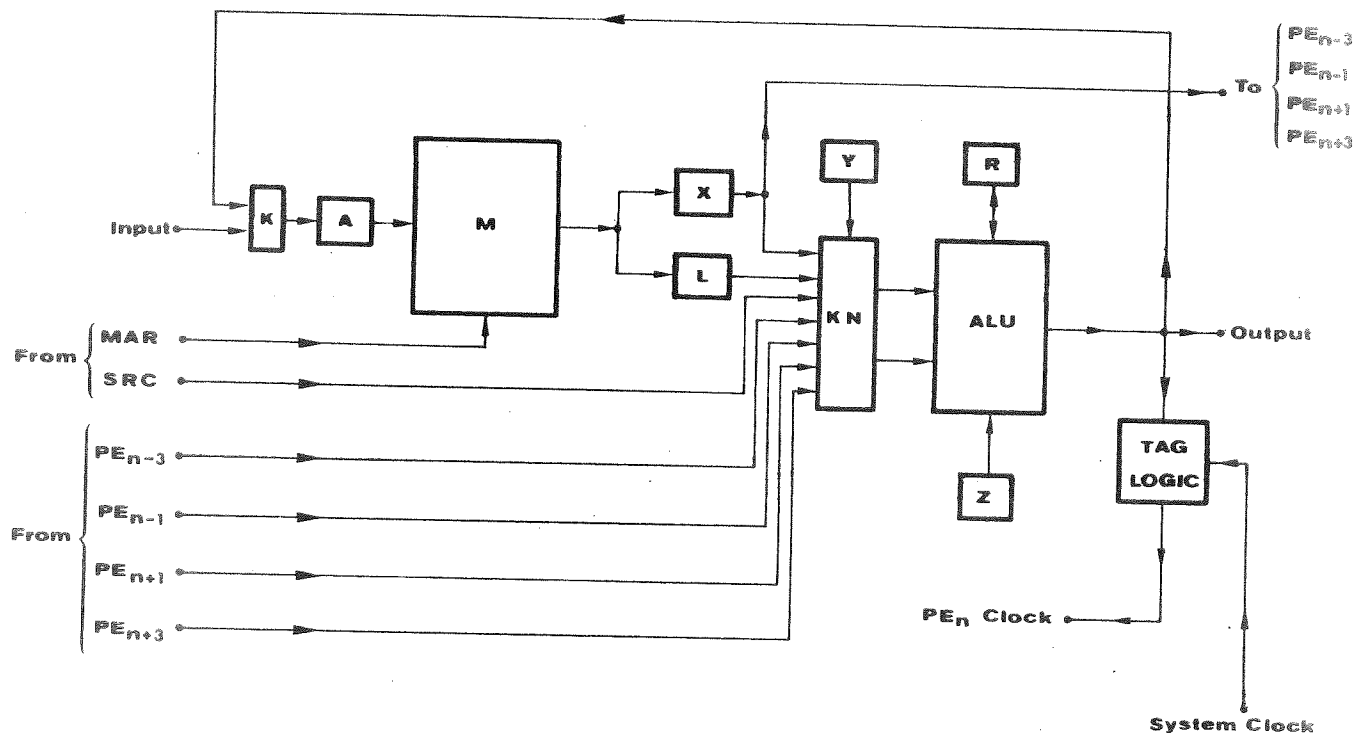 PEn-3
PEn-1
PEn+1
PEn+3
To
Y
R
X
K
A
M
Input
L
KN
ALU
Output
From
MAR
SRC
TAG
LOGIC
Z
From
PEn-3
PEn-1
PEn+1
PEn+3
PEn Clock
System Clock